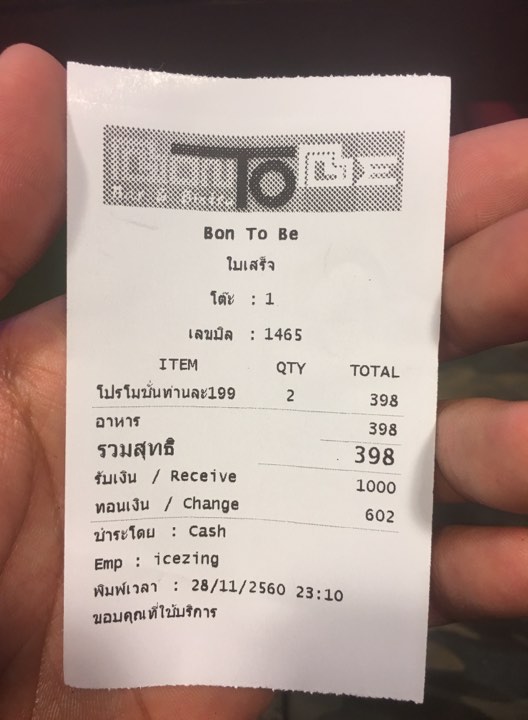 TO BE
Bon To Be
ใบเสร็จ
โต๊ะ : 1
เลขบิล : 1465
ITEM QTY TOTAL
โปรโมชั่นท่านละ199 2 398
อาหาร 398
รวมสุทธิ 398
รับเงิน / Receive 1000
ทอนเงิน / Change 602
ชำระโดย : Cash
Emp : icezing
พิมพ์เวลา : 28/11/2560 23:10
ขอบคุณที่ใช้บริการ